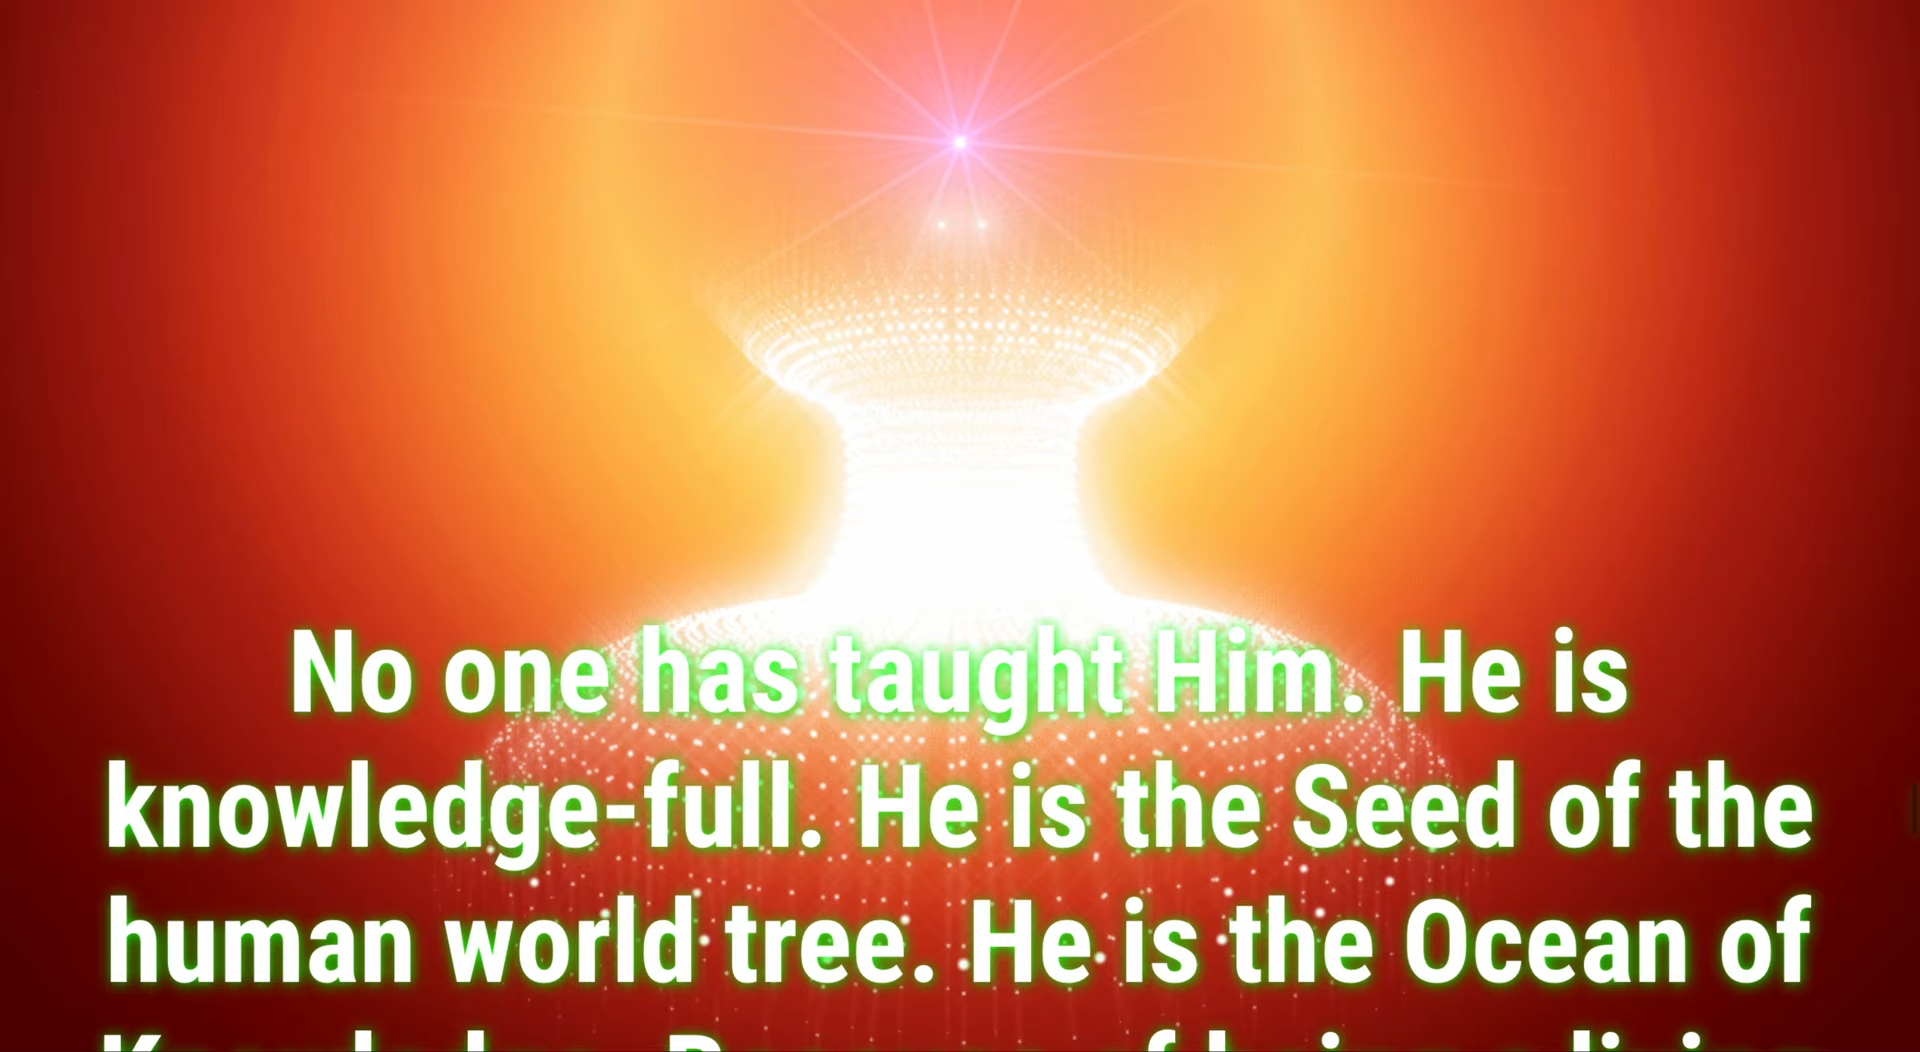 No one has taught Him. He is
knowledge-full. He is the Seed of the
human world tree. He is the Ocean of